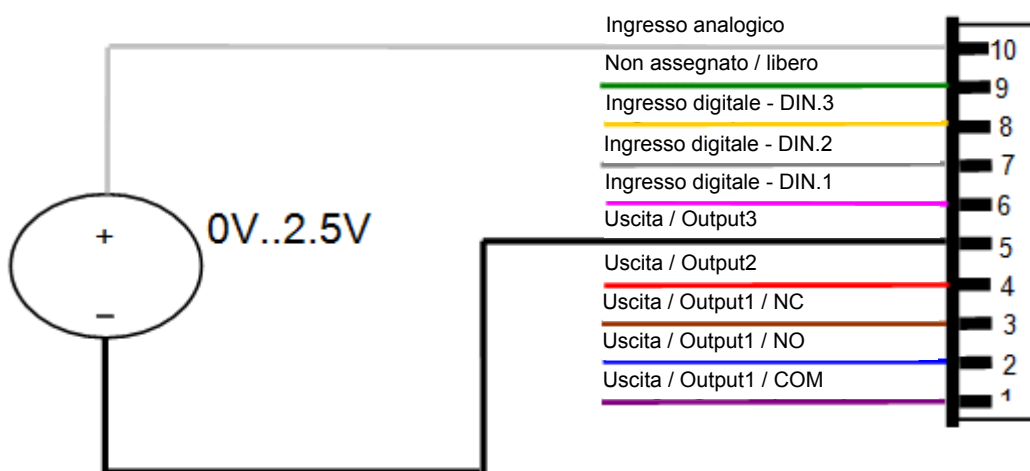 Ingresso analogico 10
Non assegnato / libero 9
Ingresso digitale - DIN.3 8
Ingresso digitale - DIN.2 7
Ingresso digitale - DIN.1 6
Uscita / Output3 5
+ 0V..2.5V
Uscita / Output2 4
Uscita / Output1 / NC 3
–
Uscita / Output1 / NO 2
Uscita / Output1 / COM 1